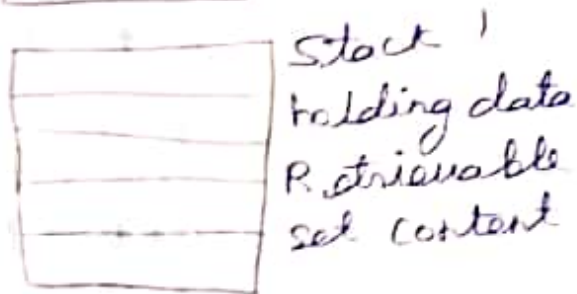 Stack 1
holding data
Retrievable
set content